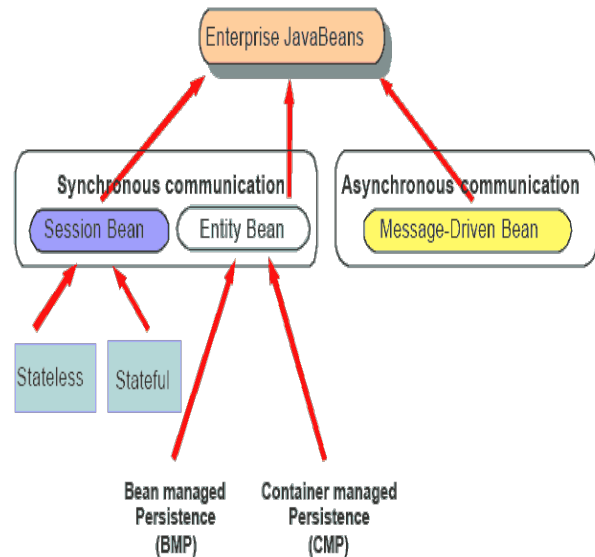 Enterprise JavaBeans
Synchronous communication
Session Bean
Entity Bean
Asynchronous communication
Message-Driven Bean
Stateless
Stateful
Bean managed
Persistence
(BMP)
Container managed
Persistence
(CMP)